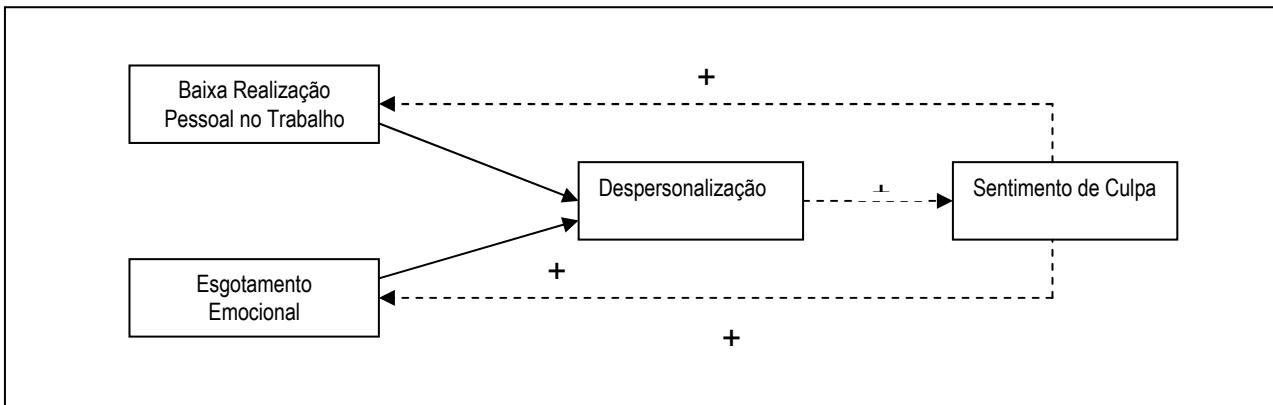 +
Baixa Realização
Pessoal no Trabalho
Despersonalização
+
Sentimento de Culpa
+
Esgotamento
Emocional
+